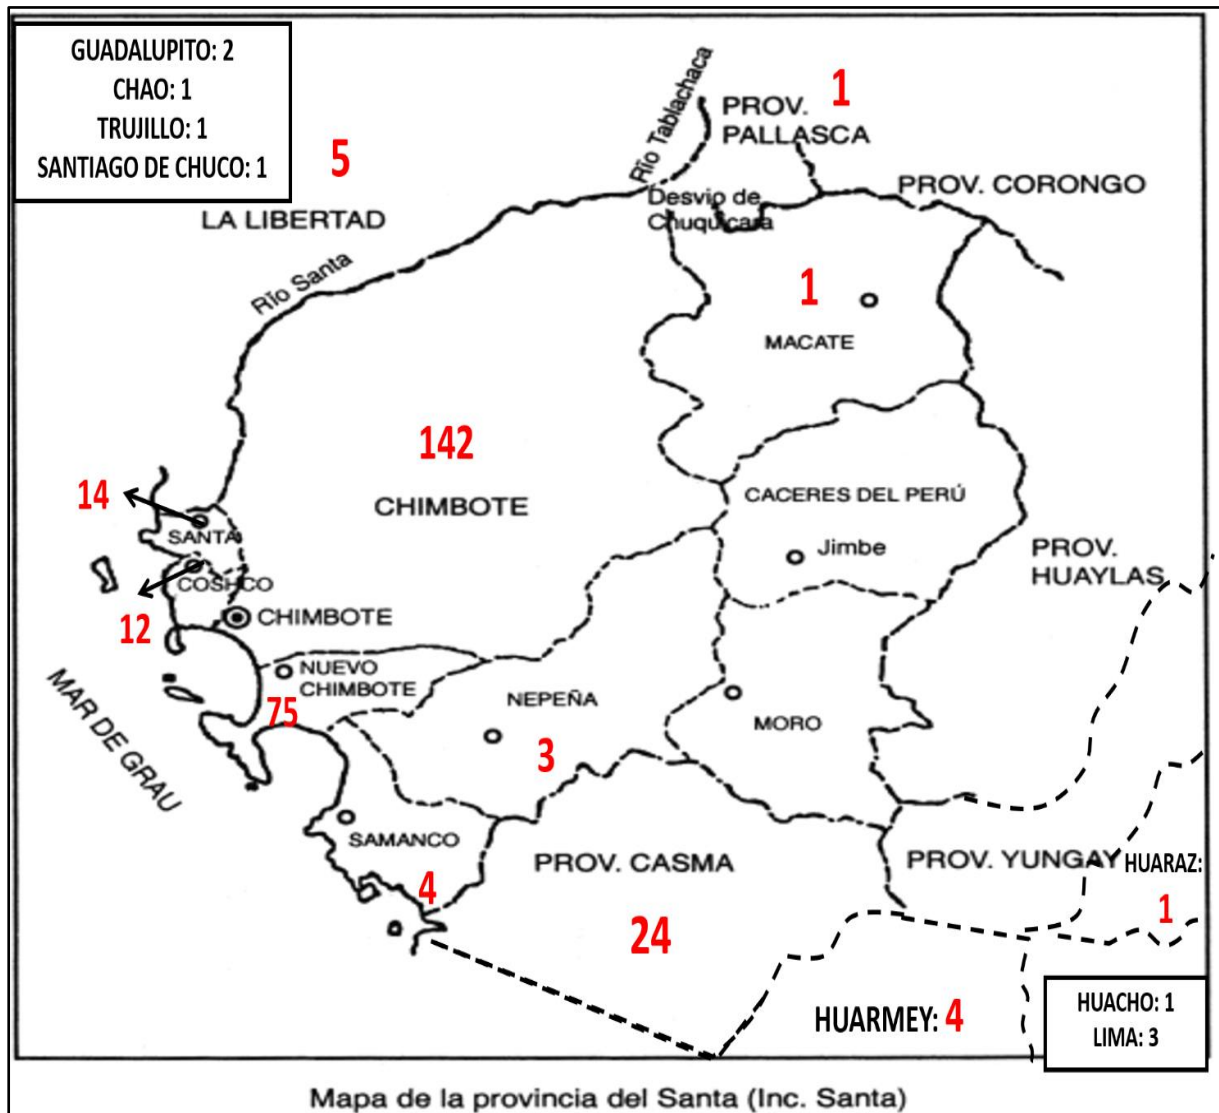 GUADALUPITO: 2
CHAO: 1
TRUJILLO: 1
SANTIAGO DE CHUCO: 1
5
LA LIBERTAD
Río Santa
Río Tablachaca
1
PROV.
PALLASCA
Desvio de
Chuquicara
PROV. CORONGO
1
MACATE
142
CHIMBOTE
14
SANTA
COSHCO
12
CHIMBOTE
CACERES DEL PERÚ
Jimbe
PROV.
HUAYLAS
NUEVO
CHIMBOTE
75
MAR DE GRAU
NEPEÑA
3
MORO
SAMANCO
4
PROV. CASMA
24
PROV. YUNGAY
HUARAZ:
1
HUARMEY: 4
HUACHO: 1
LIMA: 3
Mapa de la provincia del Santa (Inc. Santa)